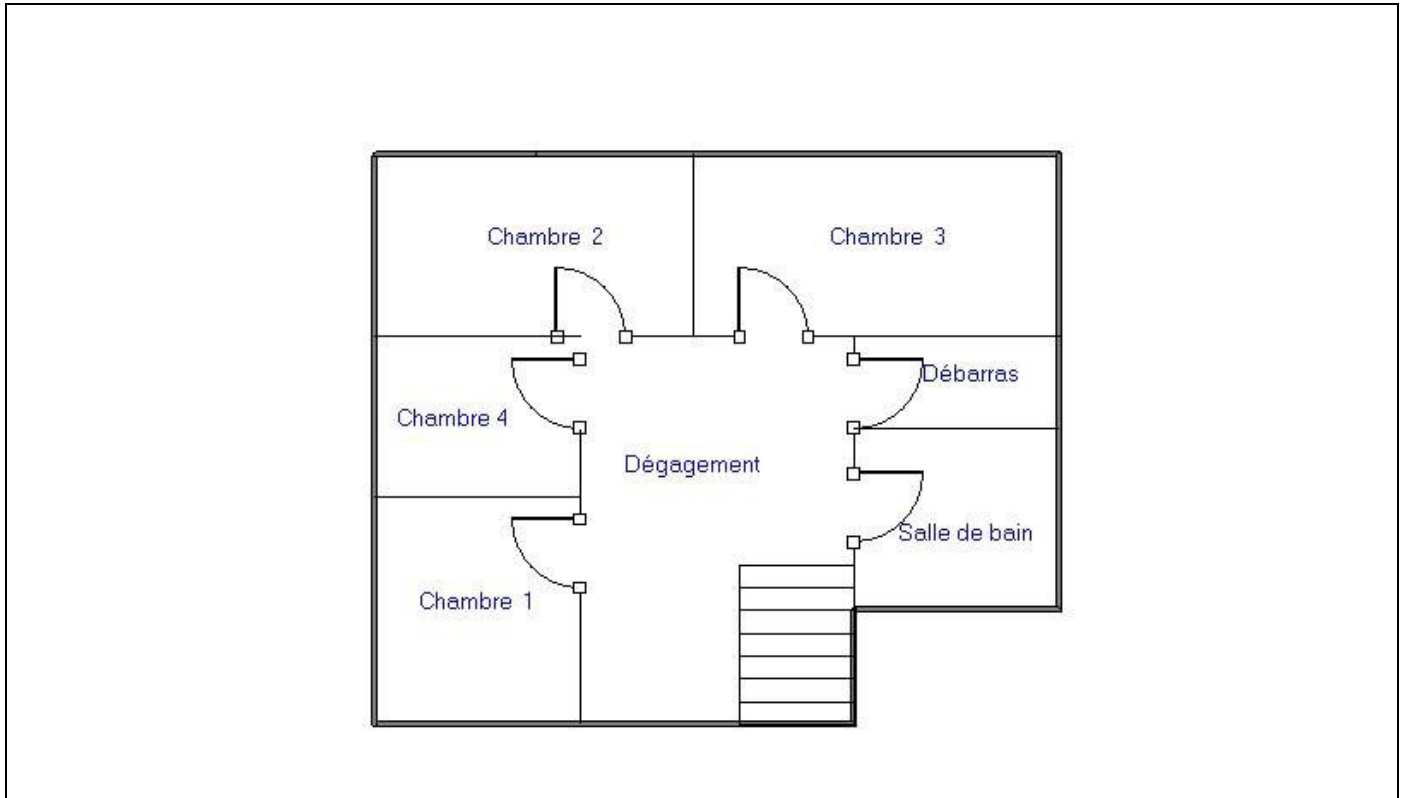 Chambre 2
Chambre 3
Débarras
Chambre 4
Dégagement
Salle de bain
Chambre 1